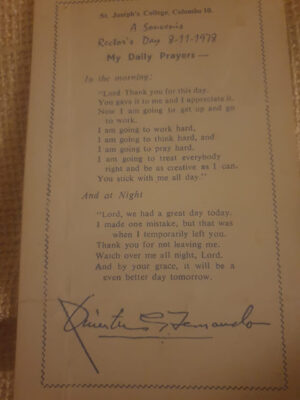 St. Joseph's College, Colombo 10.
A Souvenir
Rector's Day 8-11-1978
My Daily Prayers —
In the morning:
"Lord Thank you for this day.
You gave it to me and I appreciate it.
Now I am going to get up and go
to work.
I am going to work hard,
I am going to think hard, and
I am going to pray hard.
I am going to treat everybody
right and be as creative as I can.
You stick with me all day."
And at Night
"Lord, we had a great day today.
I made one mistake, but that was
when I temporarily left you.
Thank you for not leaving me.
Watch over me all night, Lord.
And by your grace, it will be a
even better day tomorrow.
Fernando